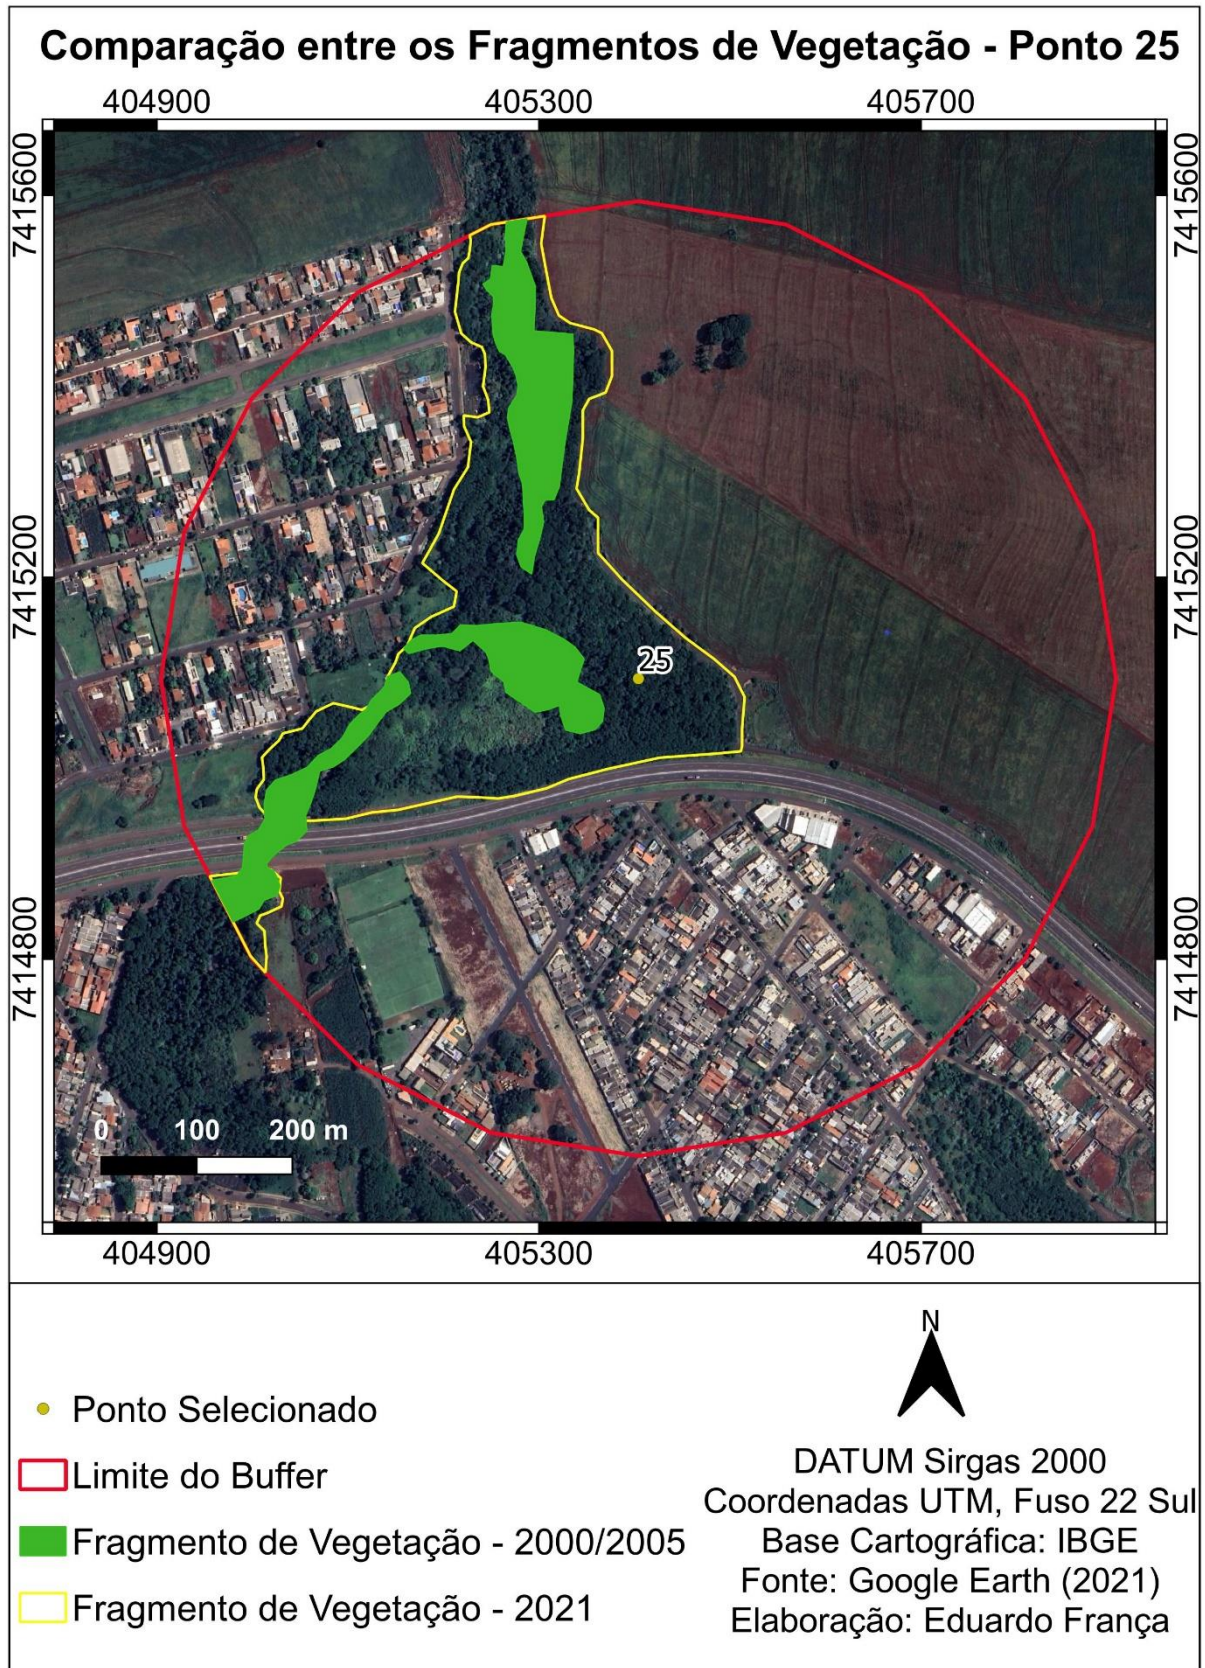 Comparação entre os Fragmentos de Vegetação - Ponto 25
404900 405300 405700
7415600 7415600
7415200 7415200
25
7414800 7414800
0 100 200 m
404900 405300 405700
N
Ponto Selecionado
Limite do Buffer
Fragmento de Vegetação - 2000/2005
Fragmento de Vegetação - 2021
DATUM Sirgas 2000
Coordenadas UTM, Fuso 22 Sul
Base Cartográfica: IBGE
Fonte: Google Earth (2021)
Elaboração: Eduardo França